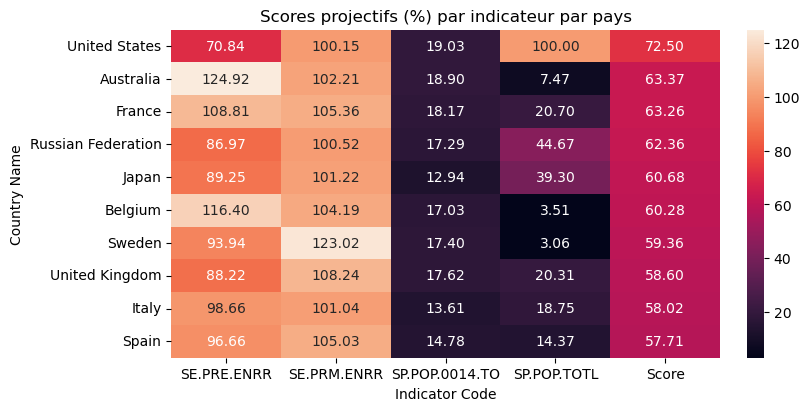 Scores projectifs (%) par indicateur par pays
Country Name
United States 70.84 100.15 19.03 100.00 72.50
Australia 124.92 102.21 18.90 7.47 63.37
France 108.81 105.36 18.17 20.70 63.26
Russian Federation 86.97 100.52 17.29 44.67 62.36
Japan 89.25 101.22 12.94 39.30 60.68
Belgium 116.40 104.19 17.03 3.51 60.28
Sweden 93.94 123.02 17.40 3.06 59.36
United Kingdom 88.22 108.24 17.62 20.31 58.60
Italy 98.66 101.04 13.61 18.75 58.02
Spain 96.66 105.03 14.78 14.37 57.71
SE.PRE.ENRR SE.PRM.ENRR SP.POP.0014.TO SP.POP.TOTL Score
Indicator Code
120
100
80
60
40
20